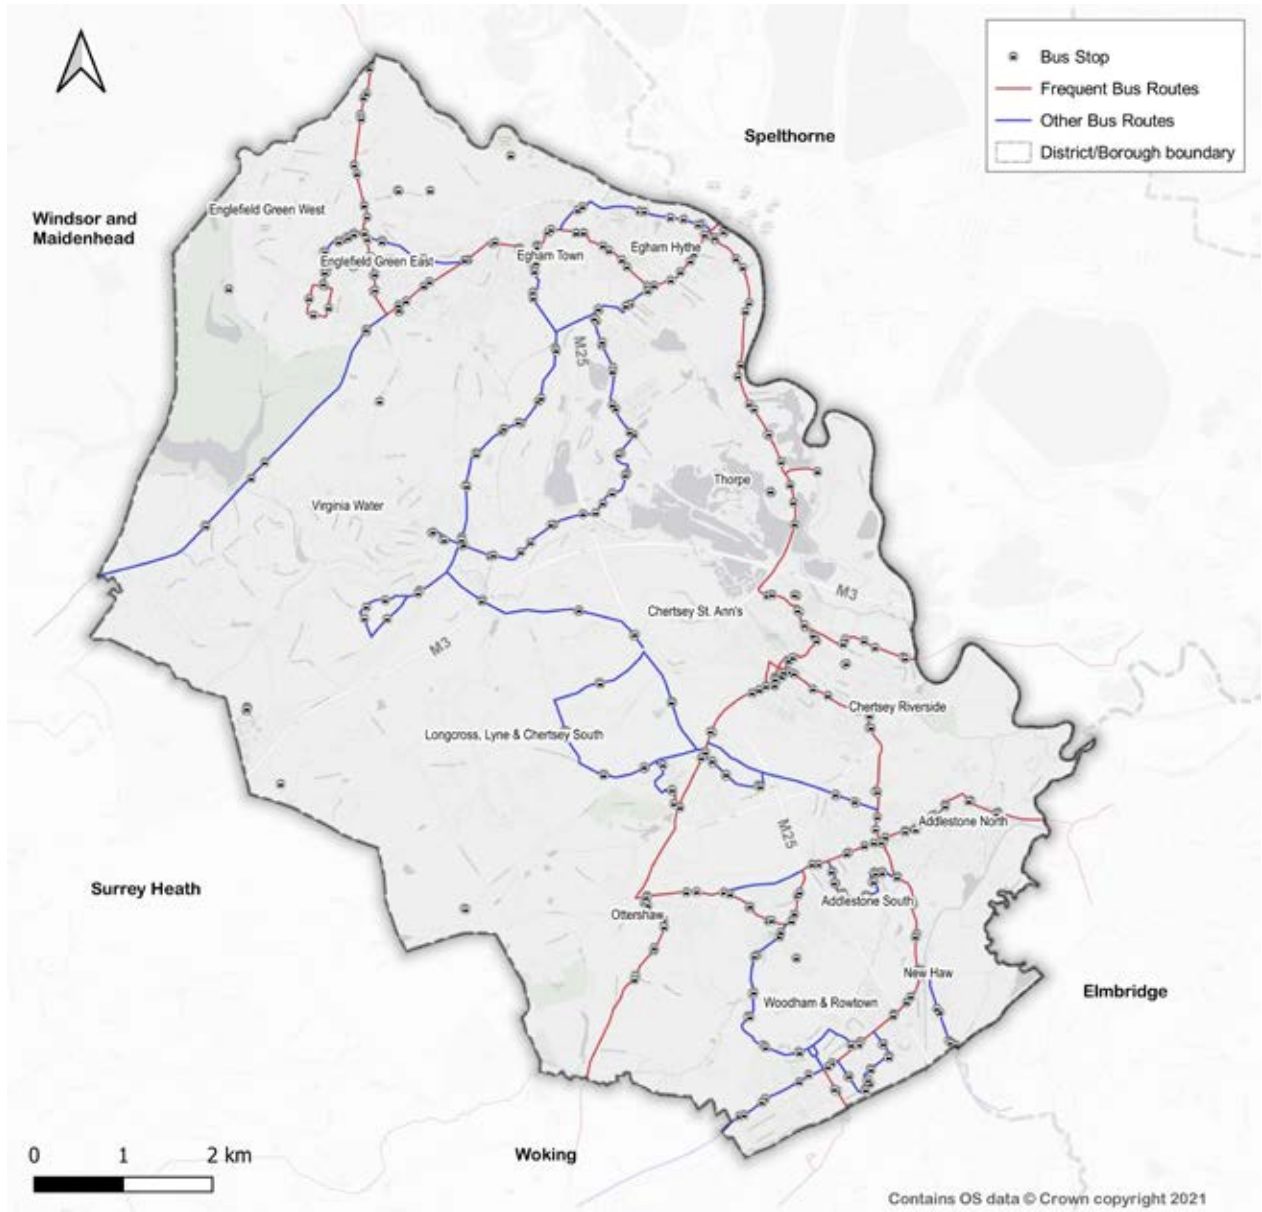 Bus Stop
Frequent Bus Routes
Other Bus Routes
District/Borough boundary
Spelthorne
Windsor and
Maidenhead
Englefield Green West
Englefield Green East
Egham Town
Egham Hythe
M25
Thorpe
Virginia Water
M3
Chertsey St. Ann's
M3
Chertsey Riverside
Longcross, Lyne & Chertsey South
M25
Addlestone North
Surrey Heath
Addlestone South
Ottershaw
New Haw
Elmbridge
Woodham & Rowtown
Woking
0 1 2 km
Contains OS data © Crown copyright 2021